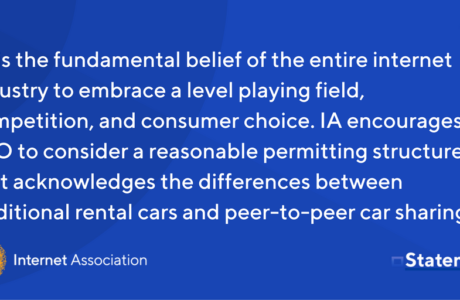 s the fundamental belief of the entire internet
ustry to embrace a level playing field,
mpetition, and consumer choice. IA encourages
O to consider a reasonable permitting structure
t acknowledges the differences between
ditional rental cars and peer-to-peer car sharing
Internet Association
Statem